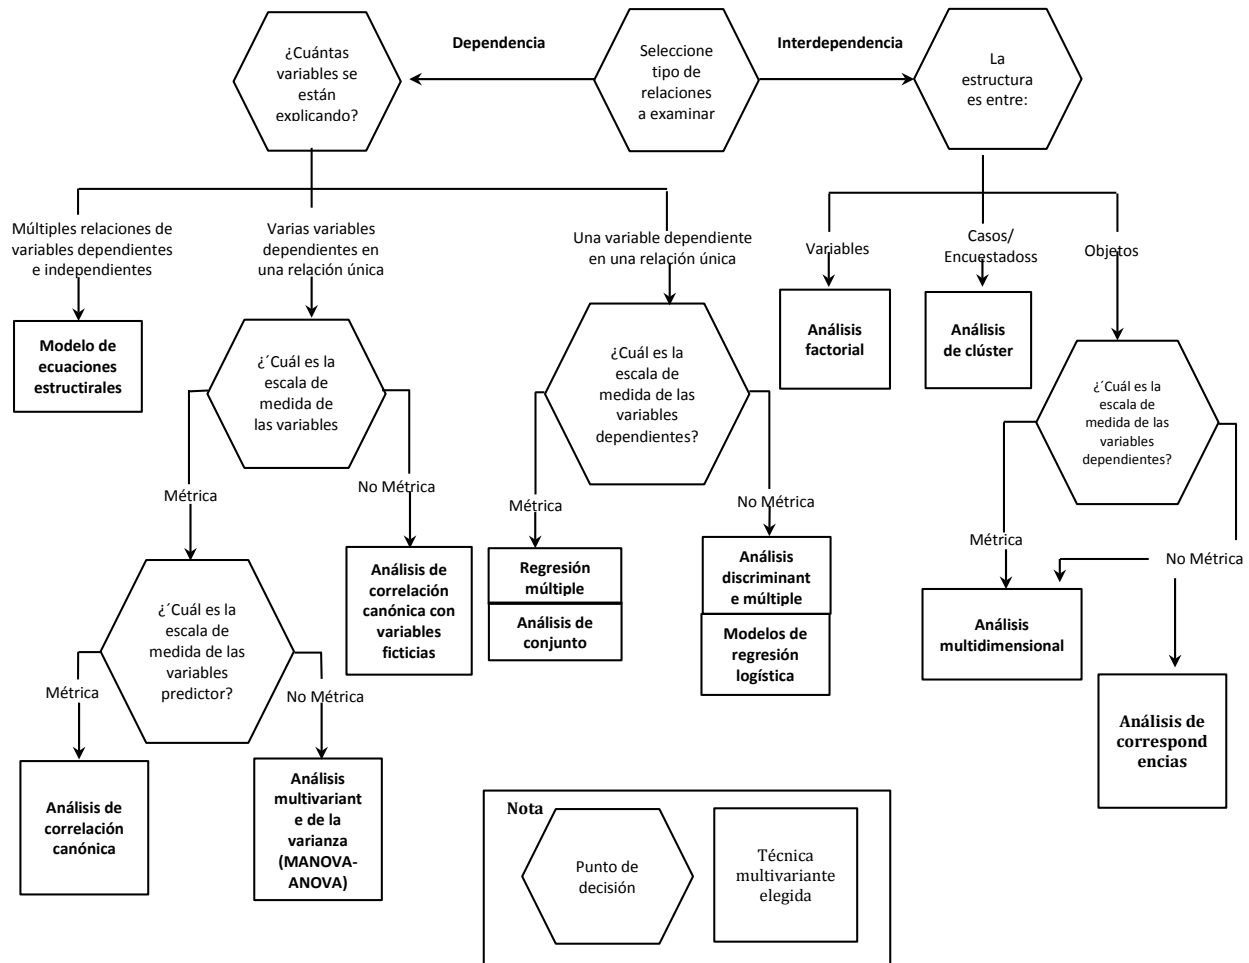 ¿Cuántas
variables se
están
explicando?
Dependencia
Seleccione
tipo de
relaciones
a examinar
Interdependencia
La
estructura
es entre:
Múltiples relaciones de
variables dependientes
e independientes
Varias variables
dependientes en
una relación única
Una variable dependiente
en una relación única
Variables
Casos/
Encuestadoss
Objetos
Modelo de
ecuaciones
estructirales
¿´Cuál es la
escala de
medida de
las variables
¿Cuál es la
escala de
medida de las
variables
dependientes?
Análisis
factorial
Análisis
de clúster
¿´Cuál es la
escala de
medida de las
variables
dependientes?
Métrica
No Métrica
Métrica
No Métrica
Métrica
No Métrica
¿´Cuál es la
escala de
medida de las
variables
predictor?
Análisis de
correlación
canónica con
variables
ficticias
Regresión
múltiple
Análisis de
conjunto
Análisis
discriminant
e múltiple
Modelos de
regresión
logística
Análisis
multidimensional
Análisis de
correspond
encias
Métrica
No Métrica
Análisis de
correlación
canónica
Análisis
multivariant
e de la
varianza
(MANOVA-
ANOVA)
Nota
Punto de
decisión
Técnica
multivariante
elegida